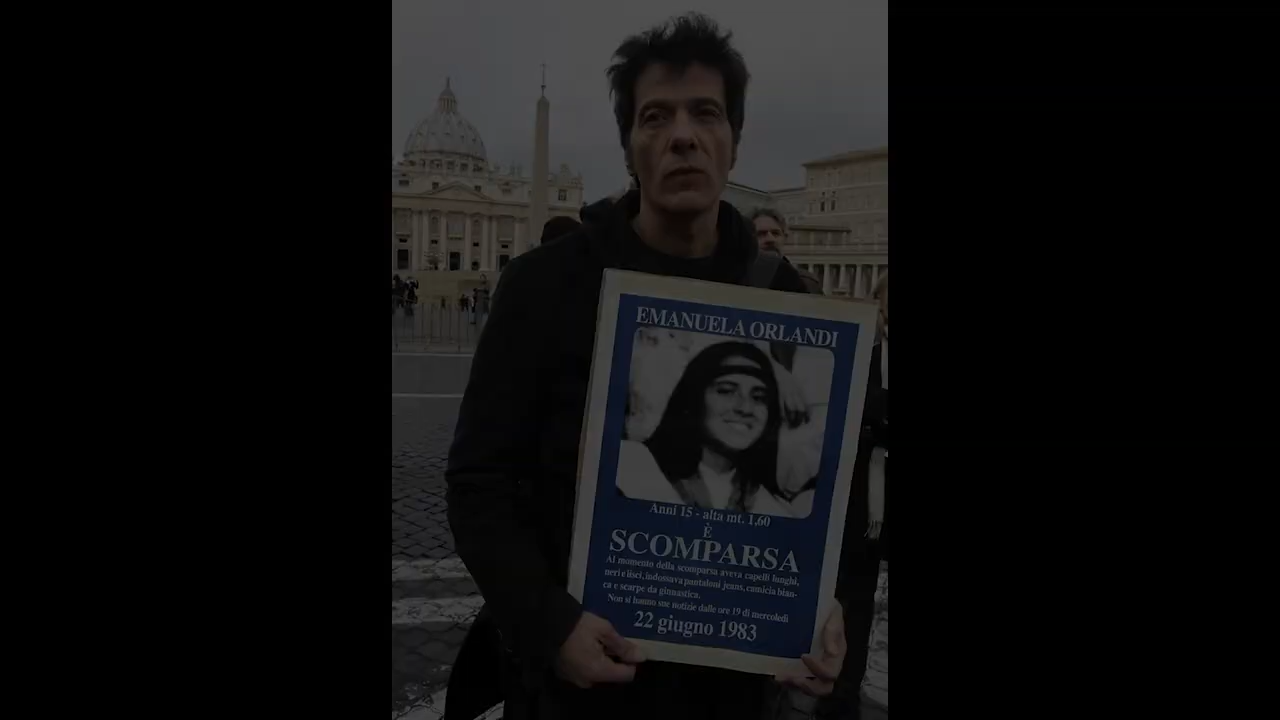 EMANUELA ORLANDI
Anni 15 - alta mt. 1,60
È
SCOMPARSA
Al momento della scomparsa aveva capelli lunghi,
neri e lisci, indossava pantaloni jeans, camicia bian-
ca e scarpe da ginnastica.
Non si hanno sue notizie dalle ore 19 di mercoledì
22 giugno 1983